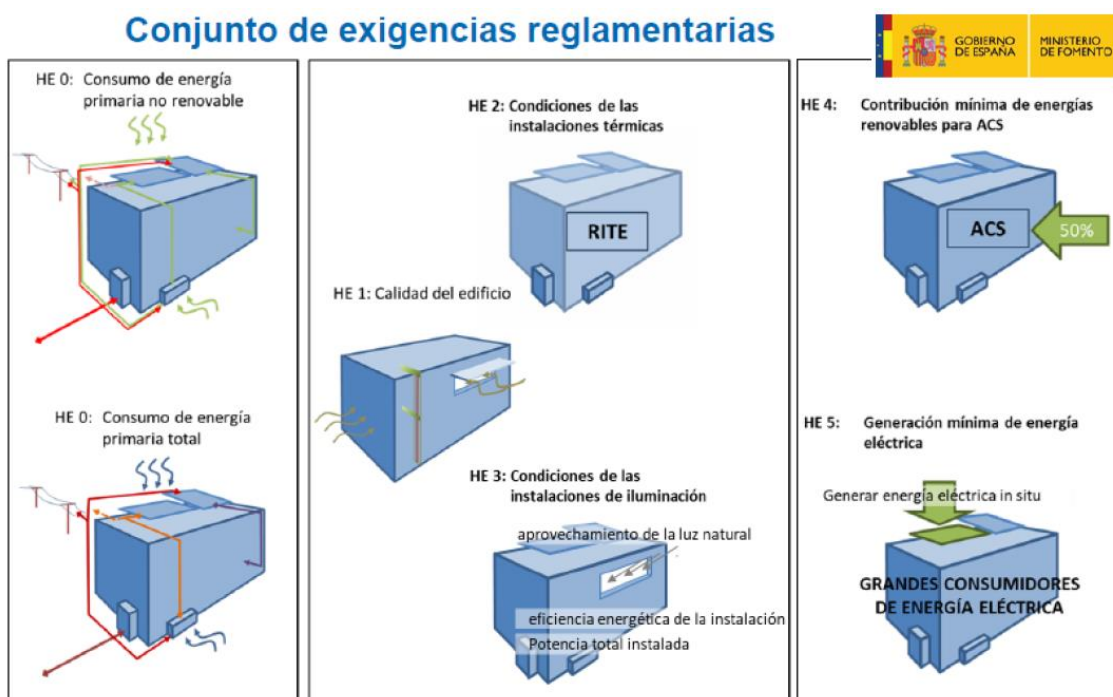 Conjunto de exigencias reglamentarias
GOBIERNO
DE ESPAÑA
MINISTERIO
DE FOMENTO
HE 0: Consumo de energía
primaria no renovable
HE 0: Consumo de energía
primaria total
HE 2: Condiciones de las
instalaciones térmicas
RITE
HE 1: Calidad del edificio
HE 3: Condiciones de las
instalaciones de iluminación
aprovechamiento de la luz natural
eficiencia energética de la instalación
Potencia total instalada
HE 4: Contribución mínima de energías
renovables para ACS
ACS
50%
HE 5: Generación mínima de energía
eléctrica
Generar energía eléctrica in situ
GRANDES CONSUMIDORES
DE ENERGÍA ELÉCTRICA